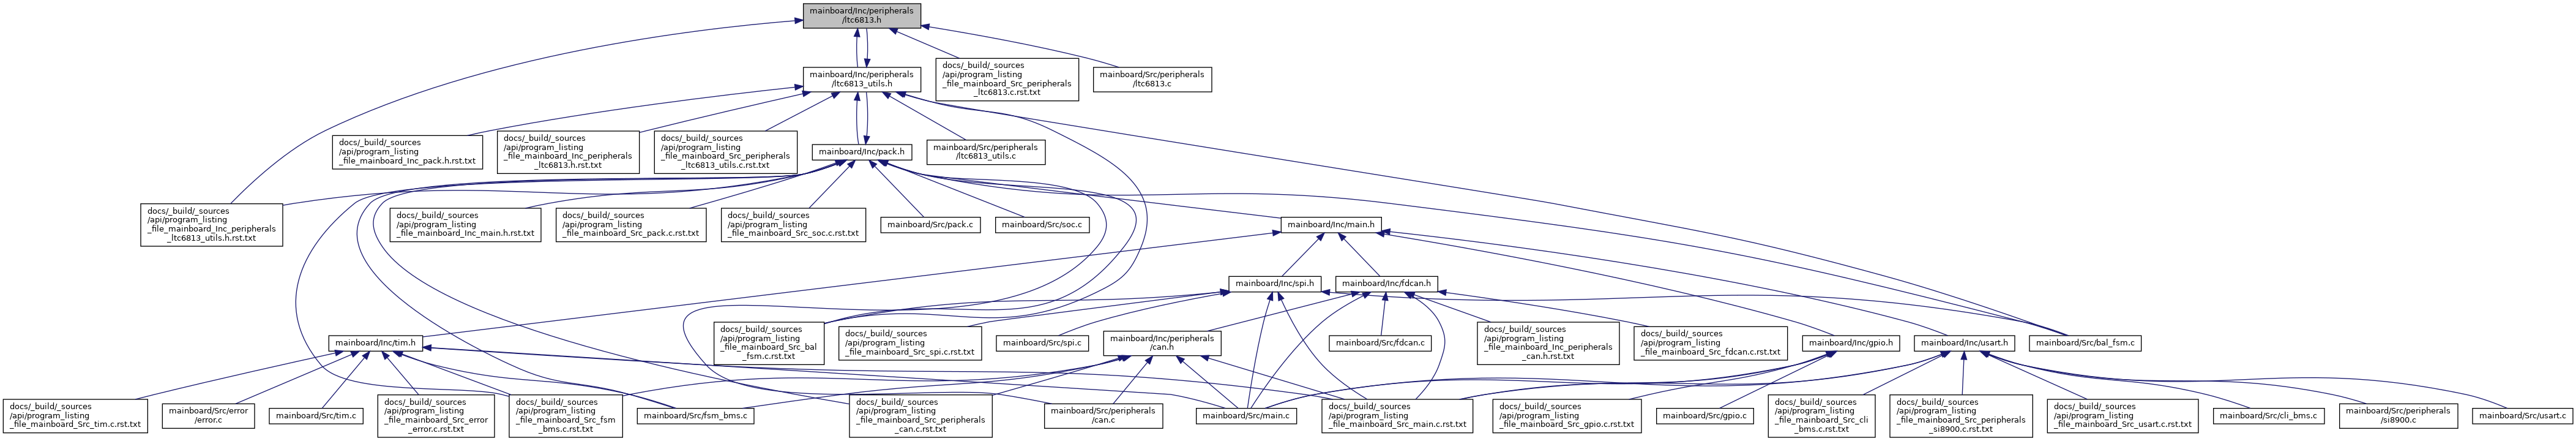 mainboard/Inc/peripherals
/ltc6813.h
mainboard/Inc/peripherals
/ltc6813_utils.h
docs/_build/_sources
/api/program_listing
_file_mainboard_Src_peripherals
_ltc6813.c.rst.txt
mainboard/Src/peripherals
/ltc6813.c
docs/_build/_sources
/api/program_listing
_file_mainboard_Inc_pack.h.rst.txt
docs/_build/_sources
/api/program_listing
_file_mainboard_Inc_peripherals
_ltc6813.h.rst.txt
docs/_build/_sources
/api/program_listing
_file_mainboard_Src_peripherals
_ltc6813_utils.c.rst.txt
mainboard/Inc/pack.h
mainboard/Src/peripherals
/ltc6813_utils.c
docs/_build/_sources
/api/program_listing
_file_mainboard_Inc_peripherals
_ltc6813_utils.h.rst.txt
docs/_build/_sources
/api/program_listing
_file_mainboard_Inc_main.h.rst.txt
docs/_build/_sources
/api/program_listing
_file_mainboard_Src_pack.c.rst.txt
docs/_build/_sources
/api/program_listing
_file_mainboard_Src_soc.c.rst.txt
mainboard/Src/pack.c
mainboard/Src/soc.c
mainboard/Inc/main.h
mainboard/Inc/spi.h
mainboard/Inc/fdcan.h
mainboard/Inc/tim.h
docs/_build/_sources
/api/program_listing
_file_mainboard_Src_bal
_fsm.c.rst.txt
docs/_build/_sources
/api/program_listing
_file_mainboard_Src_spi.c.rst.txt
mainboard/Src/spi.c
mainboard/Inc/peripherals
/can.h
mainboard/Src/fdcan.c
docs/_build/_sources
/api/program_listing
_file_mainboard_Inc_peripherals
_can.h.rst.txt
docs/_build/_sources
/api/program_listing
_file_mainboard_Src_fdcan.c.rst.txt
mainboard/Inc/gpio.h
mainboard/Inc/usart.h
mainboard/Src/bal_fsm.c
docs/_build/_sources
/api/program_listing
_file_mainboard_Src_tim.c.rst.txt
mainboard/Src/error
/error.c
mainboard/Src/tim.c
docs/_build/_sources
/api/program_listing
_file_mainboard_Src_error
_error.c.rst.txt
docs/_build/_sources
/api/program_listing
_file_mainboard_Src_fsm
_bms.c.rst.txt
mainboard/Src/fsm_bms.c
docs/_build/_sources
/api/program_listing
_file_mainboard_Src_peripherals
_can.c.rst.txt
mainboard/Src/peripherals
/can.c
mainboard/Src/main.c
docs/_build/_sources
/api/program_listing
_file_mainboard_Src_main.c.rst.txt
docs/_build/_sources
/api/program_listing
_file_mainboard_Src_gpio.c.rst.txt
mainboard/Src/gpio.c
docs/_build/_sources
/api/program_listing
_file_mainboard_Src_cli
_bms.c.rst.txt
docs/_build/_sources
/api/program_listing
_file_mainboard_Src_peripherals
_si8900.c.rst.txt
docs/_build/_sources
/api/program_listing
_file_mainboard_Src_usart.c.rst.txt
mainboard/Src/cli_bms.c
mainboard/Src/peripherals
/si8900.c
mainboard/Src/usart.c